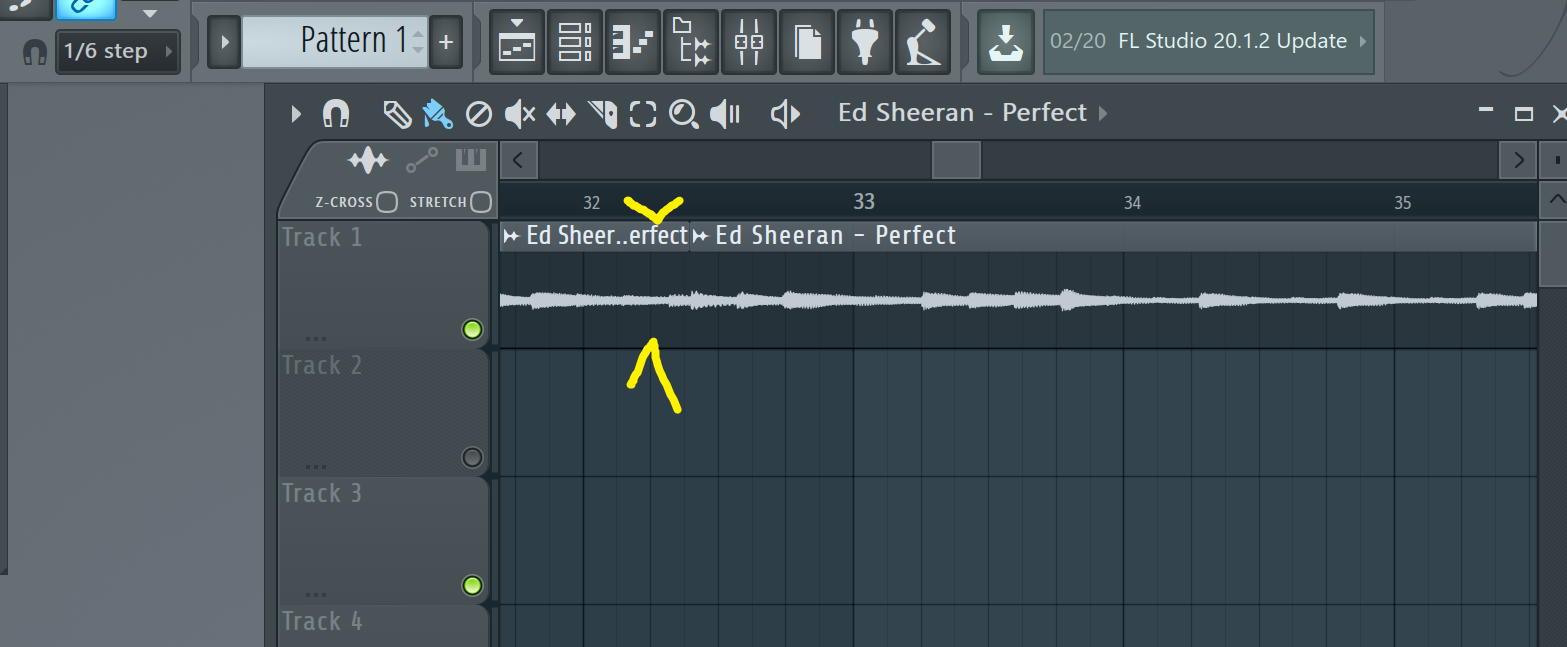 1/6 step
Pattern 1
+
02/20 FL Studio 20.1.2 Update
Ed Sheeran - Perfect
Z-CROSS STRETCH
32 33 34 35
Track 1
Ed Sheer..erfect Ed Sheeran - Perfect
...
Track 2
...
Track 3
...
Track 4